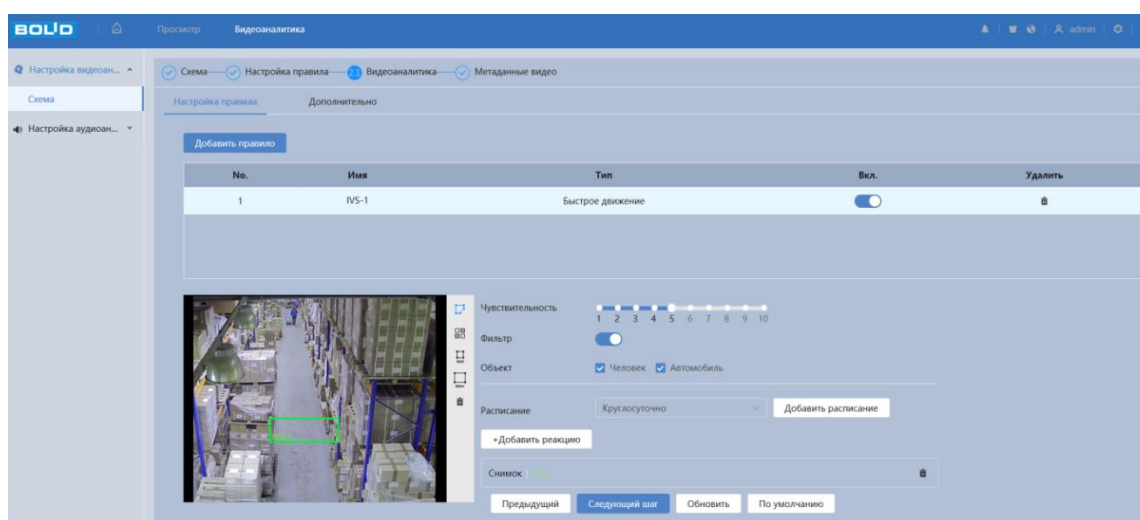 BOLID Просмотр Видеоаналитика admin
Настройка видеоан...
Схема
Настройка аудиоан...
Схема Настройка правила 2.1 Видеоаналитика Метаданные видео
Настройка правила Дополнительно
Добавить правило
No. Имя Тип Вкл. Удалить
1 IVS-1 Быстрое движение
Чувствительность
1 2 3 4 5 6 7 8 9 10
Фильтр
Объект Человек Автомобиль
Расписание Круглосуточно Добавить расписание
+Добавить реакцию
Снимок
Предыдущий Следующий шаг Обновить По умолчанию